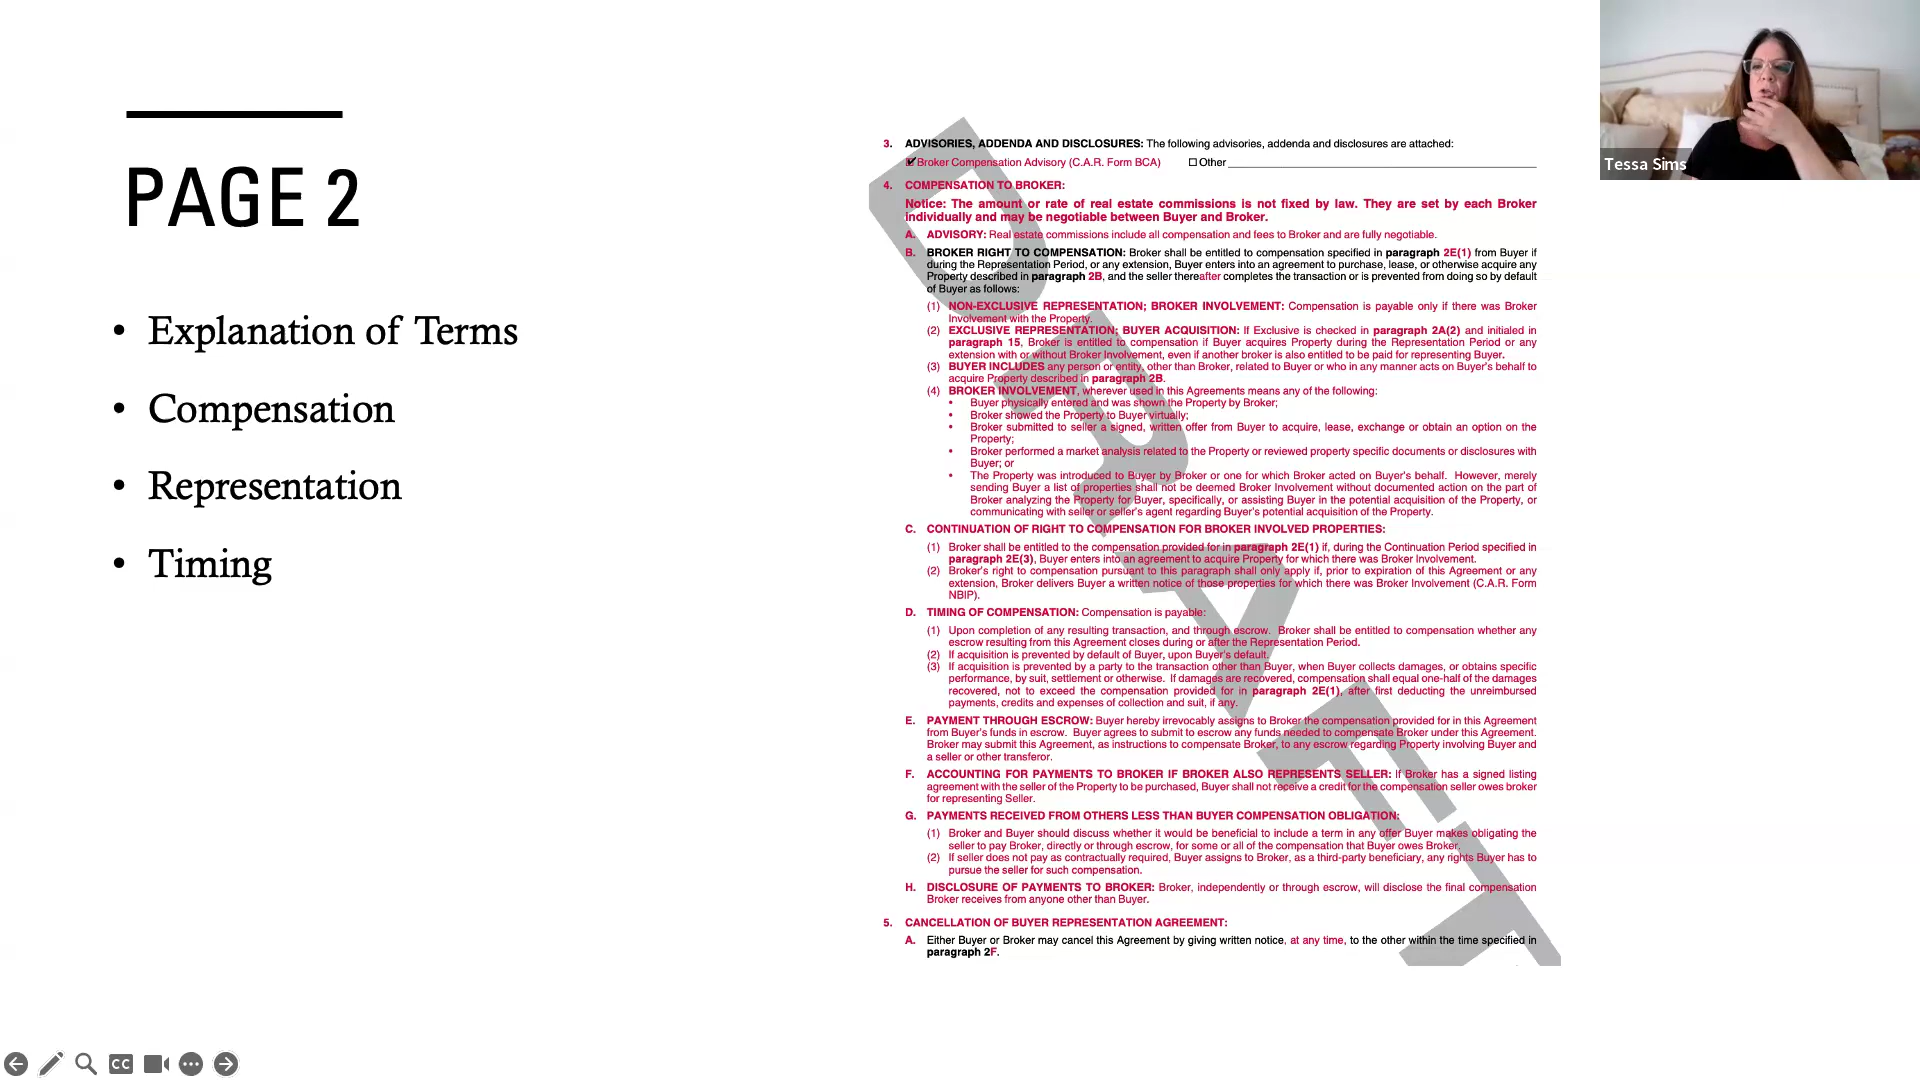 PAGE 2
• Explanation of Terms
• Compensation
• Representation
• Timing
3. ADVISORIES, ADDENDA AND DISCLOSURES: The following advisories, addenda and disclosures are attached:
Broker Compensation Advisory (C.A.R. Form BCA) Other
4. COMPENSATION TO BROKER:
Notice: The amount or rate of real estate commissions is not fixed by law. They are set by each Broker
individually and may be negotiable between Buyer and Broker.
A. ADVISORY: Real estate commissions include all compensation and fees to Broker and are fully negotiable.
B. BROKER RIGHT TO COMPENSATION: Broker shall be entitled to compensation specified in paragraph 2E(1) from Buyer if
during the Representation Period, or any extension, Buyer enters into an agreement to purchase, lease, or otherwise acquire any
Property described in paragraph 2B, and the seller thereafter completes the transaction or is prevented from doing so by default
of Buyer as follows:
(1) NON-EXCLUSIVE REPRESENTATION; BROKER INVOLVEMENT: Compensation is payable only if there was Broker
Involvement with the Property.
(2) EXCLUSIVE REPRESENTATION; BUYER ACQUISITION: If Exclusive is checked in paragraph 2A(2) and initialed in
paragraph 15, Broker is entitled to compensation if Buyer acquires Property during the Representation Period or any
extension with or without Broker Involvement, even if another broker is also entitled to be paid for representing Buyer.
(3) BUYER INCLUDES any person or entity, other than Broker, related to Buyer or who in any manner acts on Buyer's behalf to
acquire Property described in paragraph 2B.
(4) BROKER INVOLVEMENT, wherever used in this Agreements means any of the following:
• Buyer physically entered and was shown the Property by Broker;
• Broker showed the Property to Buyer virtually;
• Broker submitted to seller a signed, written offer from Buyer to acquire, lease, exchange or obtain an option on the
Property;
• Broker performed a market analysis related to the Property or reviewed property specific documents or disclosures with
Buyer; or
• The Property was introduced to Buyer by Broker or one for which Broker acted on Buyer's behalf. However, merely
sending Buyer a list of properties shall not be deemed Broker Involvement without documented action on the part of
Broker analyzing the Property for Buyer, specifically, or assisting Buyer in the potential acquisition of the Property, or
communicating with seller or seller's agent regarding Buyer's potential acquisition of the Property.
C. CONTINUATION OF RIGHT TO COMPENSATION FOR BROKER INVOLVED PROPERTIES:
(1) Broker shall be entitled to the compensation provided for in paragraph 2E(1) if, during the Continuation Period specified in
paragraph 2E(3), Buyer enters into an agreement to acquire Property for which there was Broker Involvement.
(2) Broker's right to compensation pursuant to this paragraph shall only apply if, prior to expiration of this Agreement or any
extension, Broker delivers Buyer a written notice of those properties for which there was Broker Involvement (C.A.R. Form
NBIP).
D. TIMING OF COMPENSATION: Compensation is payable:
(1) Upon completion of any resulting transaction, and through escrow. Broker shall be entitled to compensation whether any
escrow resulting from this Agreement closes during or after the Representation Period.
(2) If acquisition is prevented by default of Buyer, upon Buyer's default.
(3) If acquisition is prevented by a party to the transaction other than Buyer, when Buyer collects damages, or obtains specific
performance, by suit, settlement or otherwise. If damages are recovered, compensation shall equal one-half of the damages
recovered, not to exceed the compensation provided for in paragraph 2E(1), after first deducting the unreimbursed
payments, credits and expenses of collection and suit, if any.
E. PAYMENT THROUGH ESCROW: Buyer hereby irrevocably assigns to Broker the compensation provided for in this Agreement
from Buyer's funds in escrow. Buyer agrees to submit to escrow any funds needed to compensate Broker under this Agreement.
Broker may submit this Agreement, as instructions to compensate Broker, to any escrow regarding Property involving Buyer and
a seller or other transferor.
F. ACCOUNTING FOR PAYMENTS TO BROKER IF BROKER ALSO REPRESENTS SELLER: If Broker has a signed listing
agreement with the seller of the Property to be purchased, Buyer shall not receive a credit for the compensation seller owes broker
for representing Seller.
G. PAYMENTS RECEIVED FROM OTHERS LESS THAN BUYER COMPENSATION OBLIGATION:
(1) Broker and Buyer should discuss whether it would be beneficial to include a term in any offer Buyer makes obligating the
seller to pay Broker, directly or through escrow, for some or all of the compensation that Buyer owes Broker.
(2) If seller does not pay as contractually required, Buyer assigns to Broker, as a third-party beneficiary, any rights Buyer has to
pursue the seller for such compensation.
H. DISCLOSURE OF PAYMENTS TO BROKER: Broker, independently or through escrow, will disclose the final compensation
Broker receives from anyone other than Buyer.
5. CANCELLATION OF BUYER REPRESENTATION AGREEMENT:
A. Either Buyer or Broker may cancel this Agreement by giving written notice, at any time, to the other within the time specified in
paragraph 2F.
DRAFT
Tessa Sims
CC